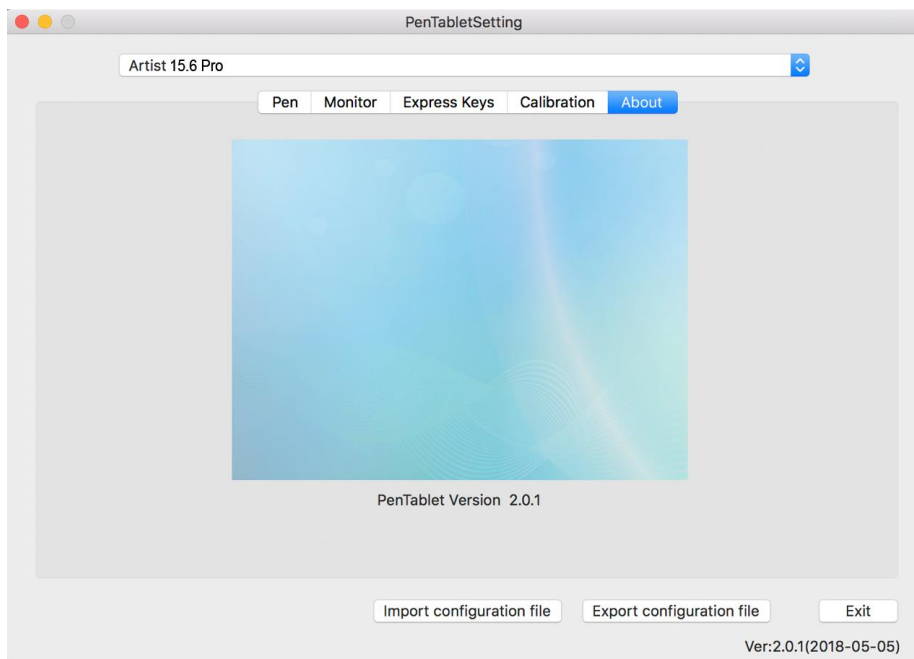 PenTabletSetting
Artist 15.6 Pro
Pen Monitor Express Keys Calibration About
PenTablet Version 2.0.1
Import configuration file Export configuration file Exit
Ver:2.0.1(2018-05-05)